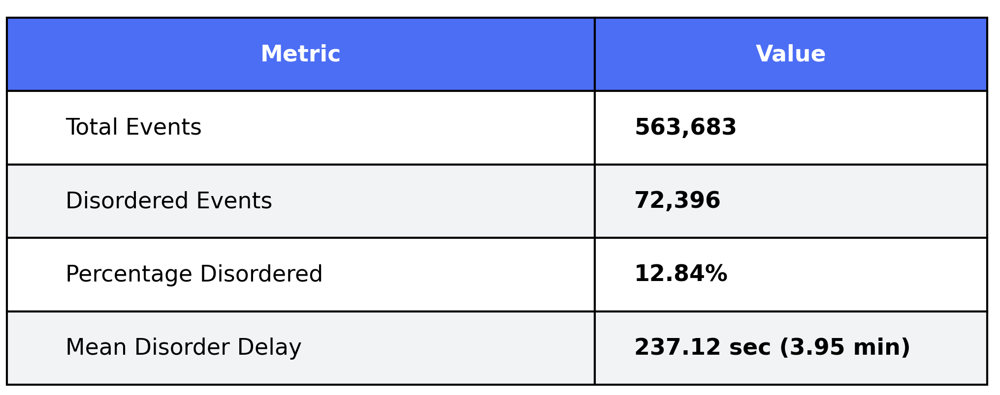 Metric Value
Total Events 563,683
Disordered Events 72,396
Percentage Disordered 12.84%
Mean Disorder Delay 237.12 sec (3.95 min)